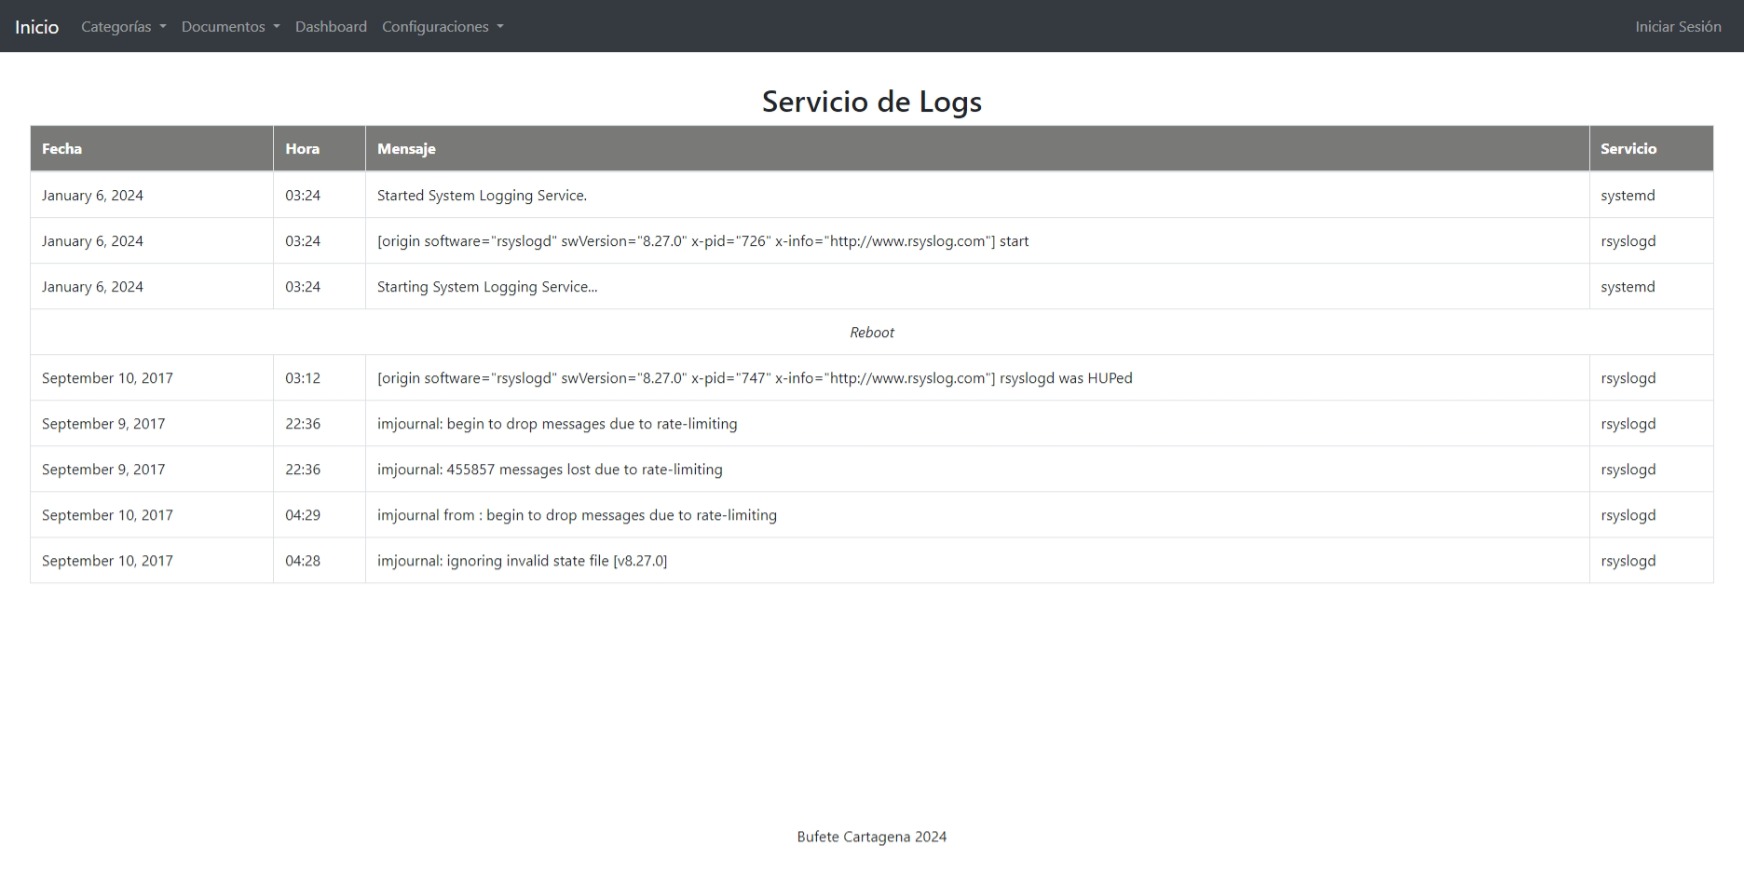 Inicio Categorías Documentos Dashboard Configuraciones Iniciar Sesión
Servicio de Logs
Fecha Hora Mensaje Servicio
January 6, 2024 03:24 Started System Logging Service. systemd
January 6, 2024 03:24 [origin software="rsyslogd" swVersion="8.27.0" x-pid="726" x-info="http://www.rsyslog.com"] start rsyslogd
January 6, 2024 03:24 Starting System Logging Service... systemd
Reboot
September 10, 2017 03:12 [origin software="rsyslogd" swVersion="8.27.0" x-pid="747" x-info="http://www.rsyslog.com"] rsyslogd was HUPed rsyslogd
September 9, 2017 22:36 imjournal: begin to drop messages due to rate-limiting rsyslogd
September 9, 2017 22:36 imjournal: 455857 messages lost due to rate-limiting rsyslogd
September 10, 2017 04:29 imjournal from : begin to drop messages due to rate-limiting rsyslogd
September 10, 2017 04:28 imjournal: ignoring invalid state file [v8.27.0] rsyslogd
Bufete Cartagena 2024